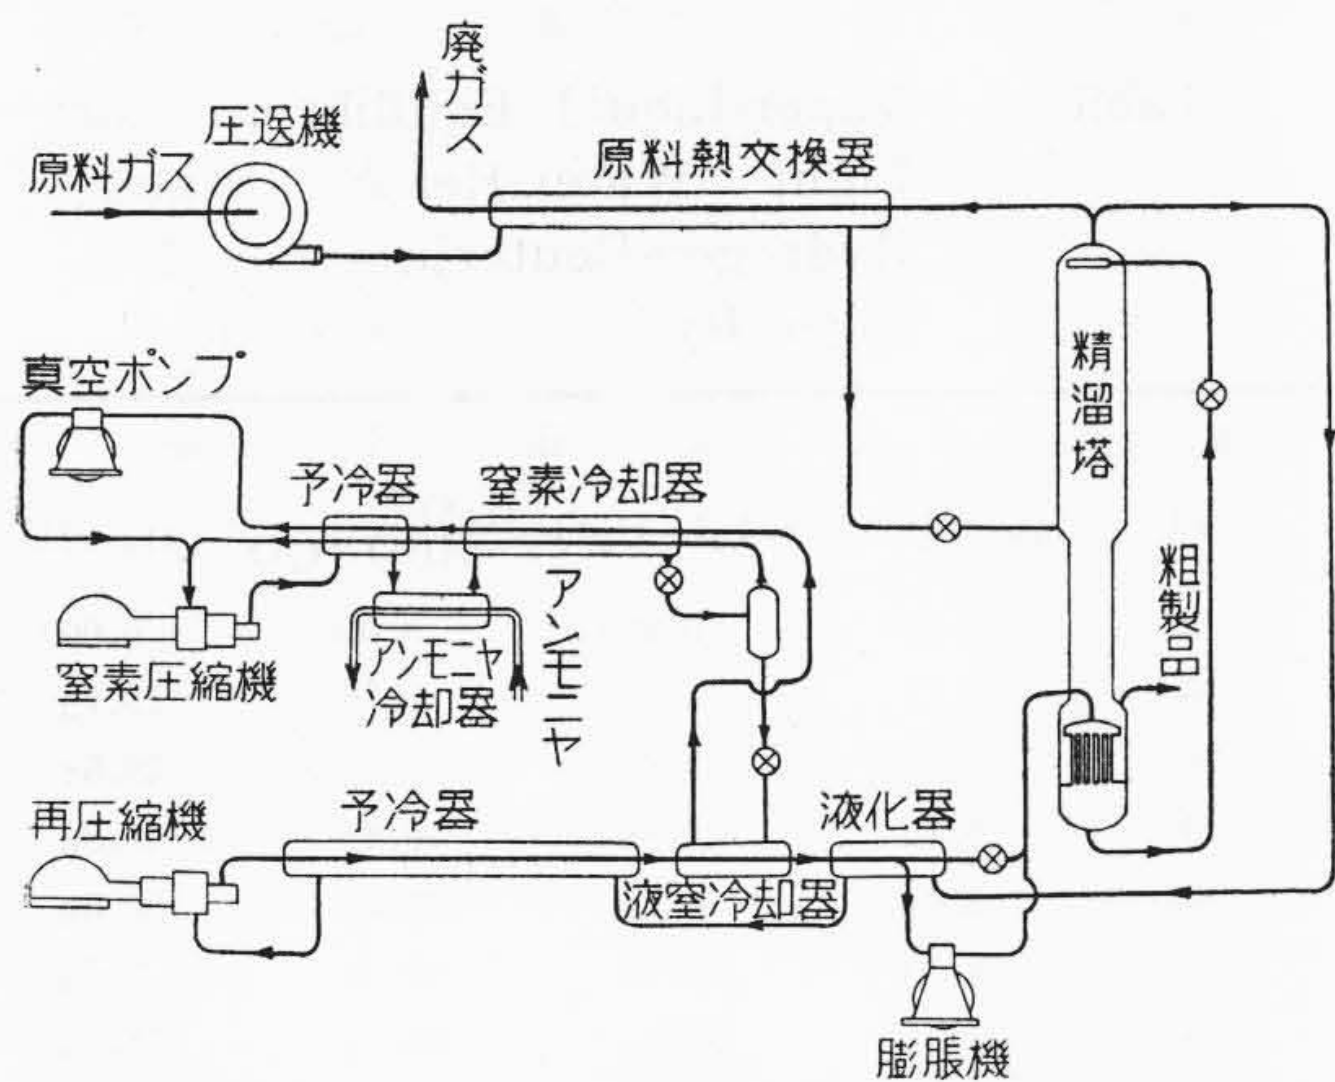 廃ガス
圧送機
原料ガス
原料熱交換器
精溜塔
真空ポンプ
予冷器
窒素冷却器
粗製品
アンモニヤ
窒素圧縮機
アンモニヤ
冷却器
再圧縮機
予冷器
液化器
液窒冷却器
膨脹機